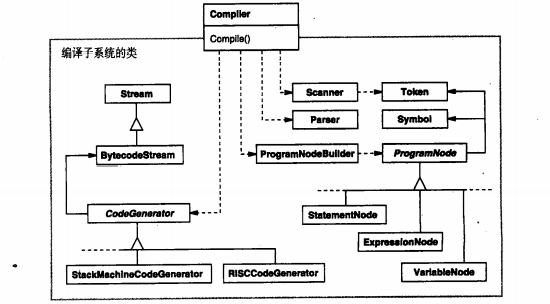 Compiler
Compile()
编译子系统的类
Stream
Scanner
Token
Parser
Symbol
BytecodeStream
ProgramNodeBuilder
ProgramNode
CodeGenerator
StatementNode
ExpressionNode
StackMachineCodeGenerator
RISCCodeGenerator
VariableNode